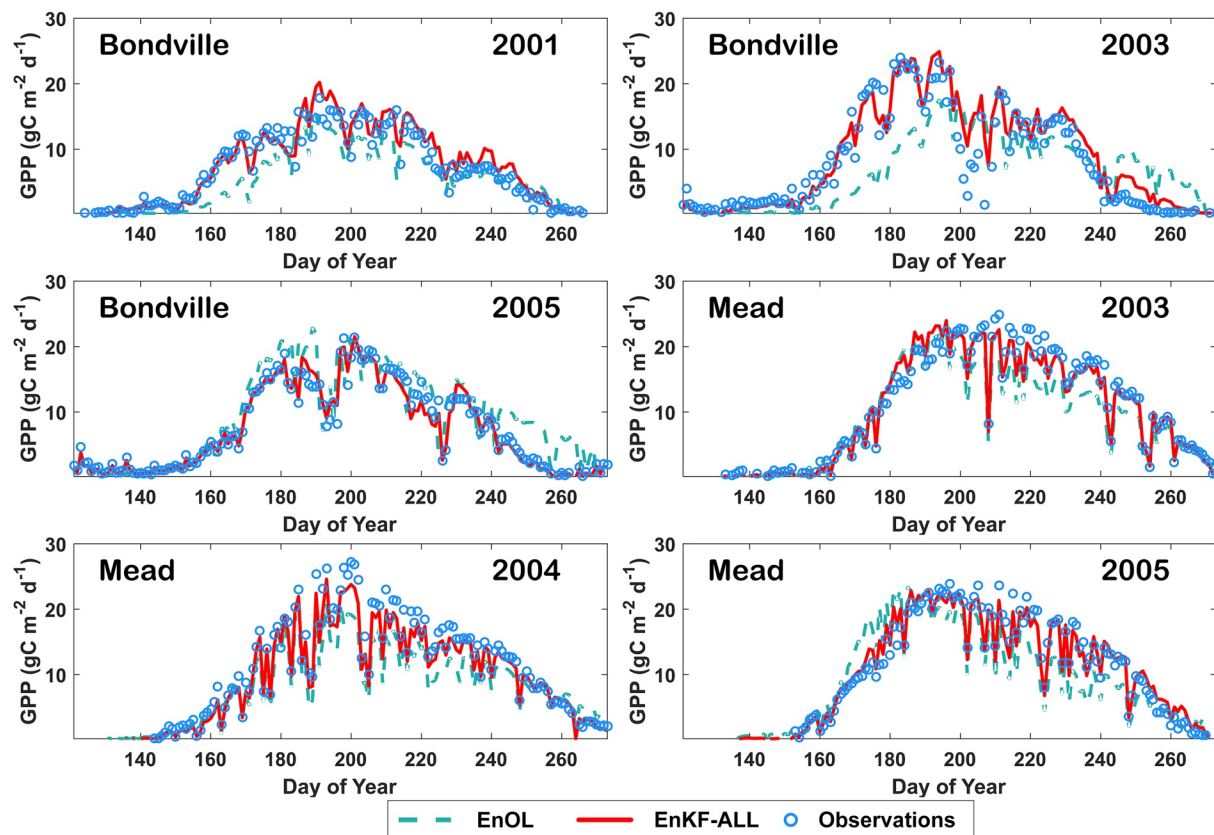 Bondville 2001
GPP (gC m-2 d-1)
30
20
10
140 160 180 200 220 240 260
Day of Year
Bondville 2003
GPP (gC m-2 d-1)
30
20
10
140 160 180 200 220 240 260
Day of Year
Bondville 2005
GPP (gC m-2 d-1)
30
20
10
140 160 180 200 220 240 260
Day of Year
Mead 2003
GPP (gC m-2 d-1)
30
20
10
140 160 180 200 220 240 260
Day of Year
Mead 2004
GPP (gC m-2 d-1)
30
20
10
140 160 180 200 220 240 260
Day of Year
Mead 2005
GPP (gC m-2 d-1)
30
20
10
140 160 180 200 220 240 260
Day of Year
EnOL EnKF-ALL Observations